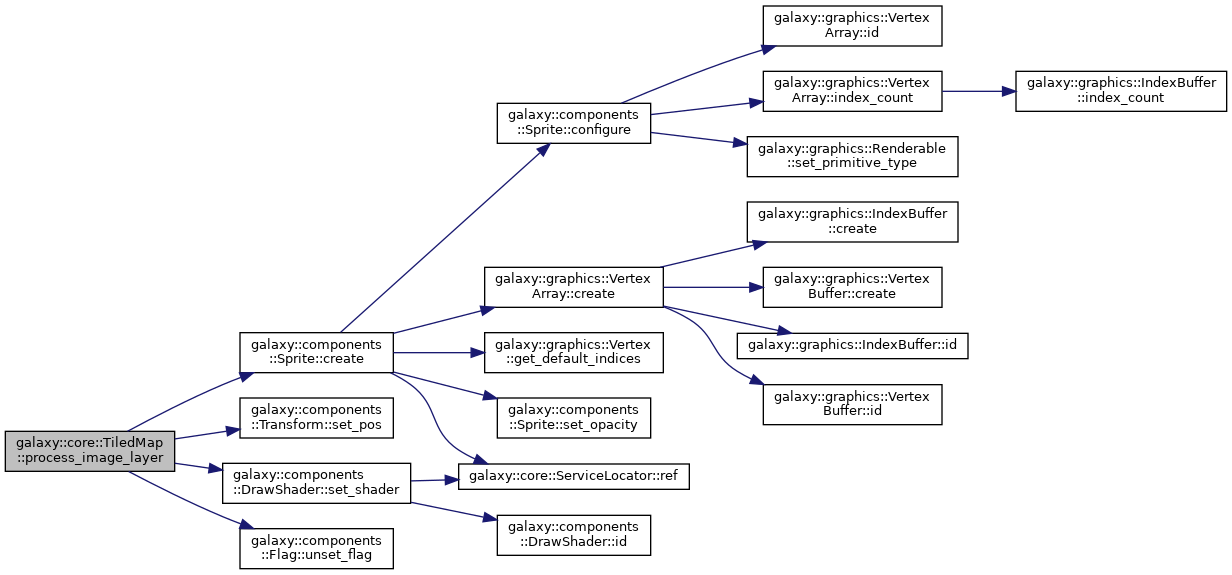 galaxy::graphics::Vertex
Array::id
galaxy::graphics::Vertex
Array::index_count
galaxy::graphics::IndexBuffer
::index_count
galaxy::components
::Sprite::configure
galaxy::graphics::Renderable
::set_primitive_type
galaxy::graphics::IndexBuffer
::create
galaxy::graphics::Vertex
Array::create
galaxy::graphics::Vertex
Buffer::create
galaxy::graphics::IndexBuffer::id
galaxy::components
::Sprite::create
galaxy::graphics::Vertex
::get_default_indices
galaxy::graphics::Vertex
Buffer::id
galaxy::components
::Transform::set_pos
galaxy::components
::Sprite::set_opacity
galaxy::core::TiledMap
::process_image_layer
galaxy::components
::DrawShader::set_shader
galaxy::core::ServiceLocator::ref
galaxy::components
::DrawShader::id
galaxy::components
::Flag::unset_flag